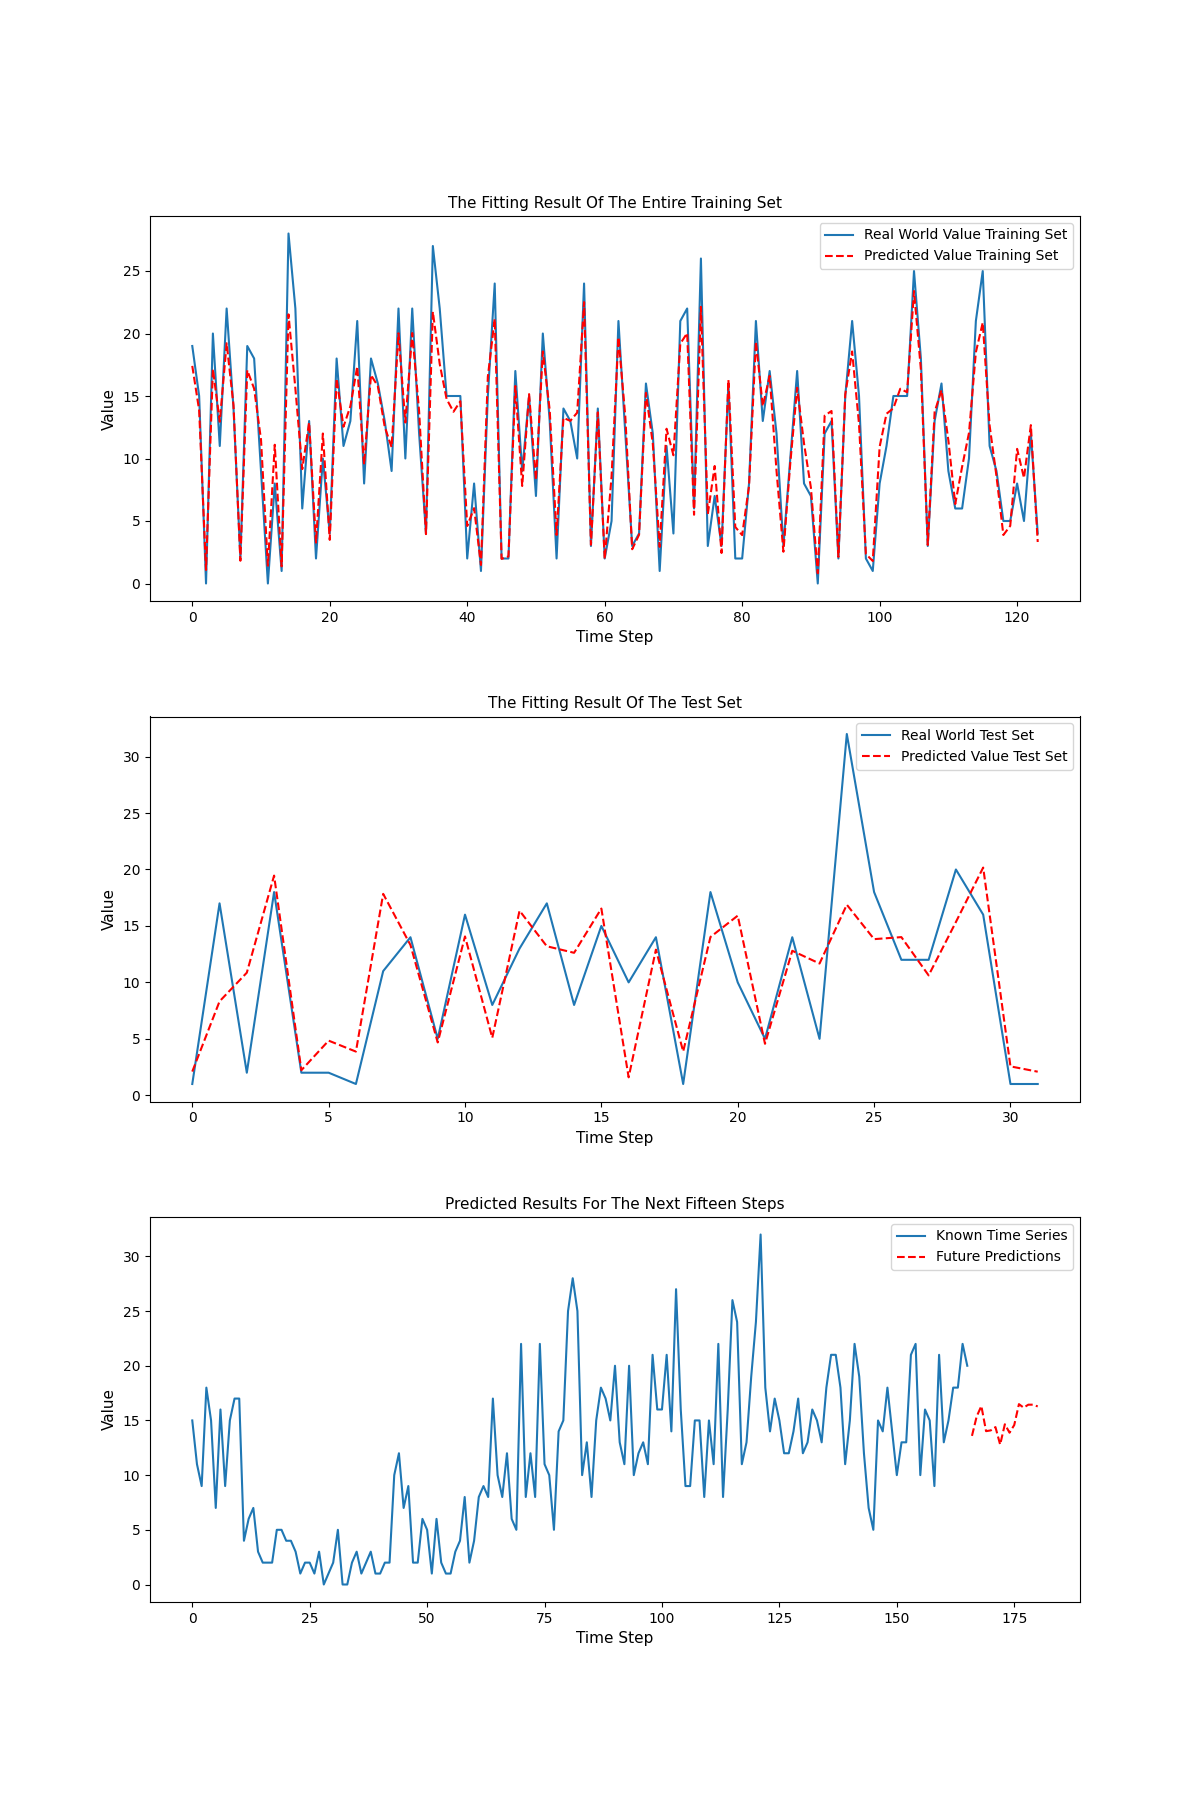 The Fitting Result Of The Entire Training Set
Real World Value Training Set
Predicted Value Training Set
Value
25
20
15
10
5
0
0 20 40 60 80 100 120
Time Step
The Fitting Result Of The Test Set
Real World Test Set
Predicted Value Test Set
Value
30
25
20
15
10
5
0
0 5 10 15 20 25 30
Time Step
Predicted Results For The Next Fifteen Steps
Known Time Series
Future Predictions
Value
30
25
20
15
10
5
0
0 25 50 75 100 125 150 175
Time Step